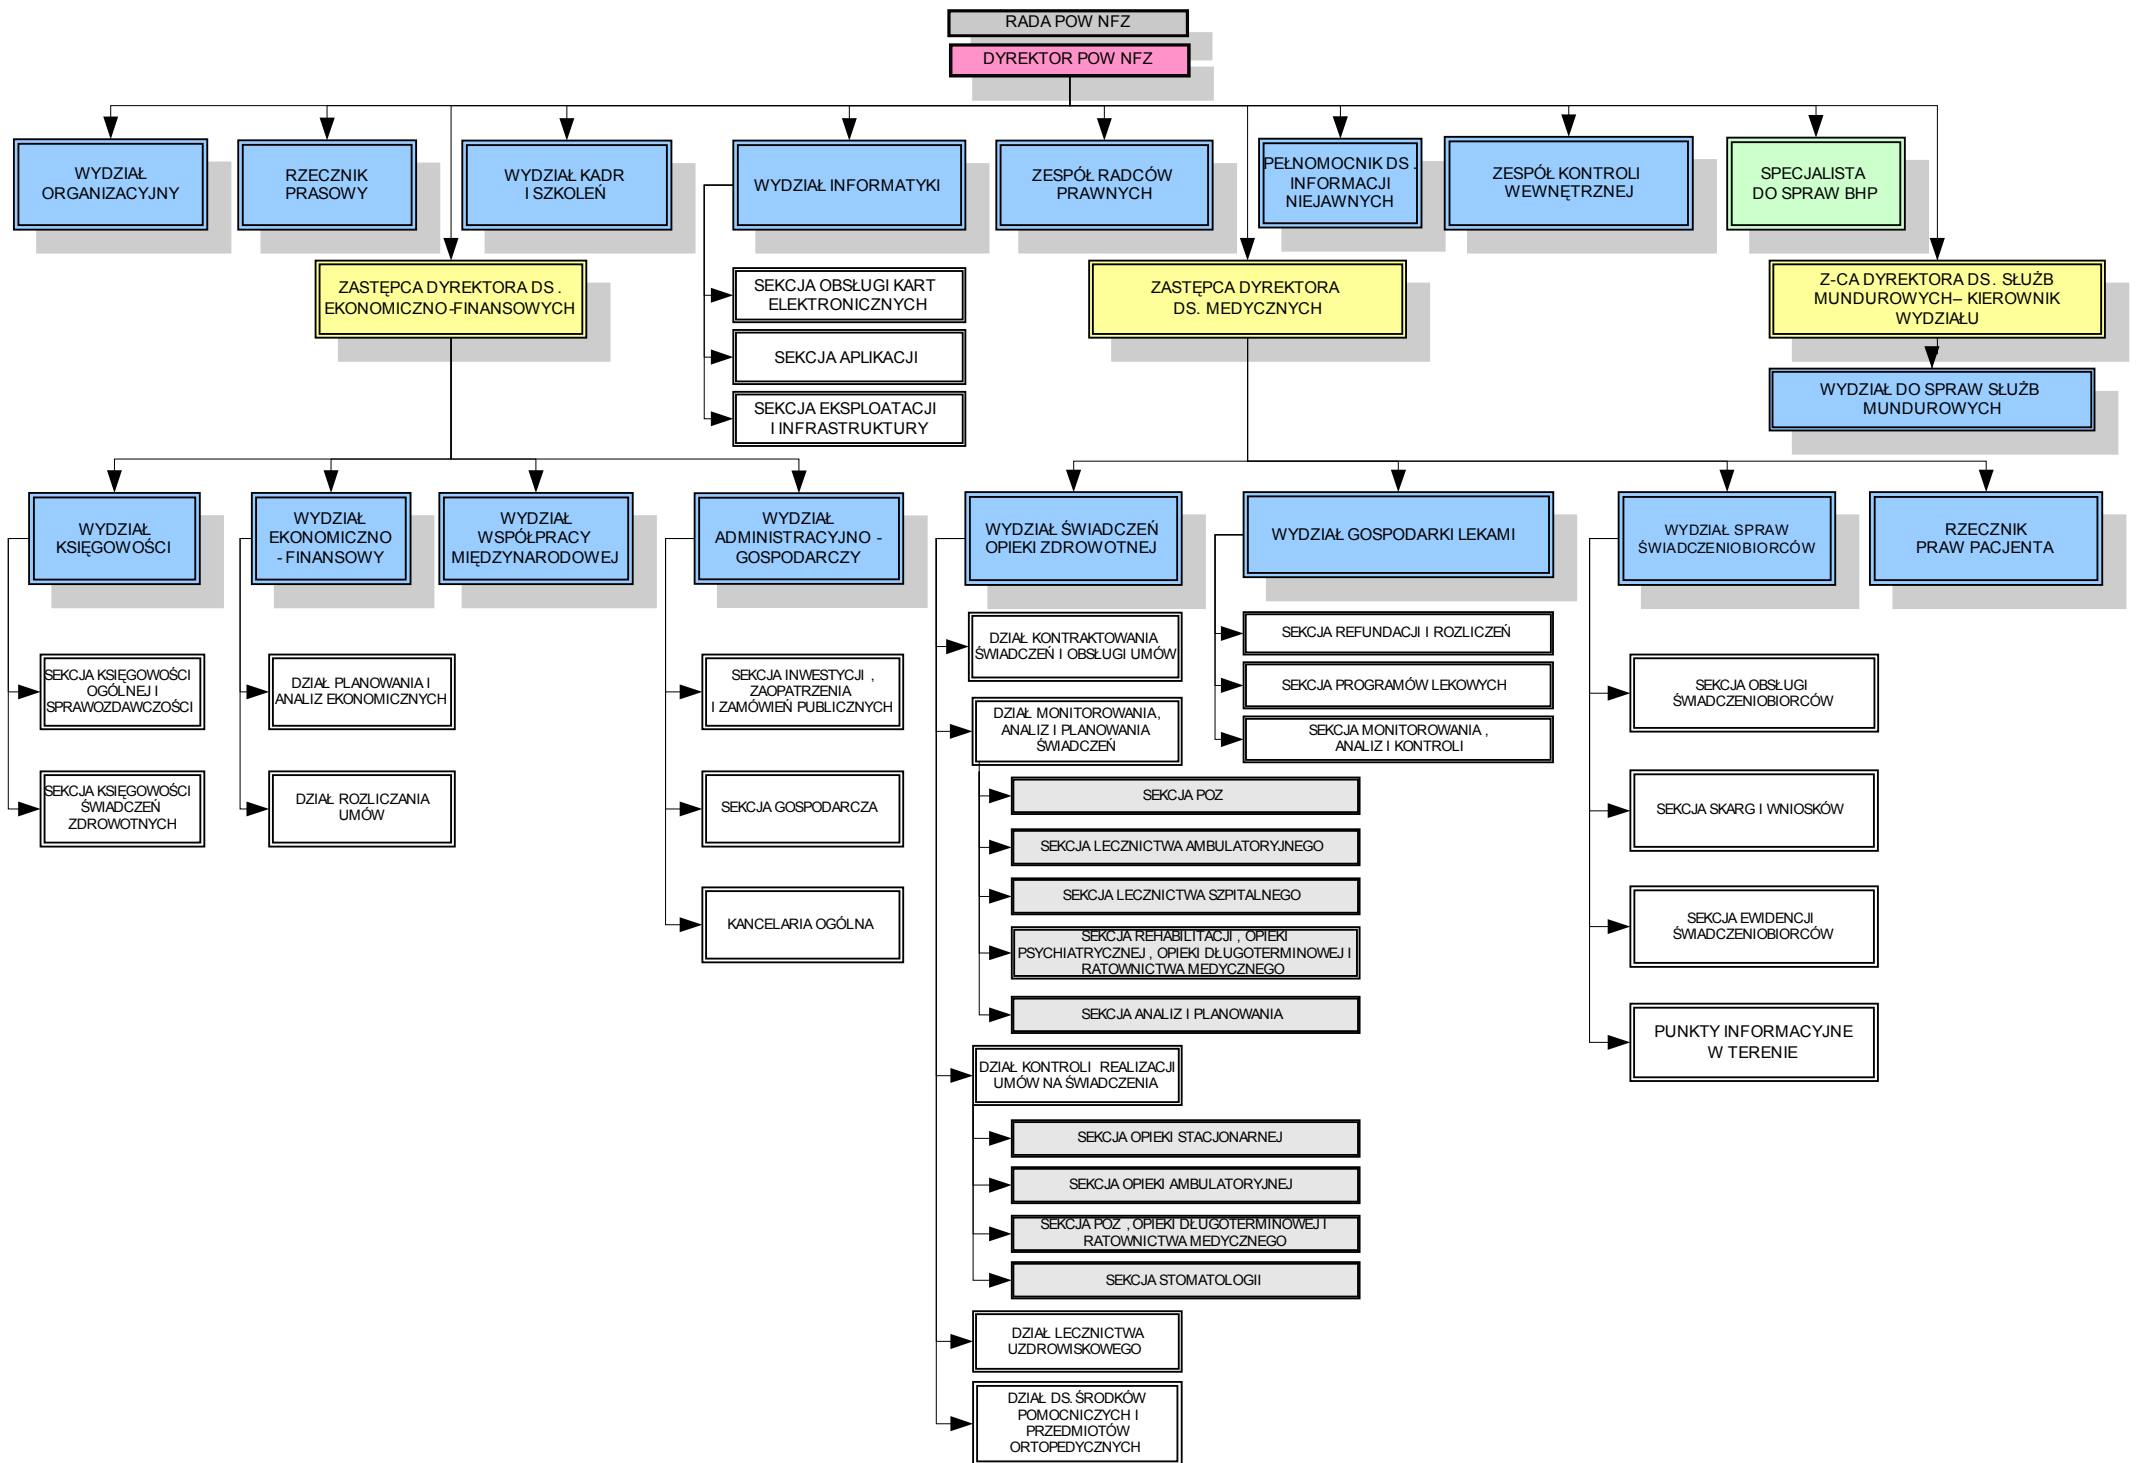 RADA POW NFZ
DYREKTOR POW NFZ
WYDZIAŁ
ORGANIZACYJNY
RZECZNIK
PRASOWY
WYDZIAŁ KADR
I SZKOLEŃ
WYDZIAŁ INFORMATYKI
ZESPÓŁ RADCÓW
PRAWNYCH
PEŁNOMOCNIK DS .
INFORMACJI
NIEJAWNYCH
ZESPÓŁ KONTROLI
WEWNĘTRZNEJ
SPECJALISTA
DO SPRAW BHP
ZASTĘPCA DYREKTORA DS .
EKONOMICZNO-FINANSOWYCH
SEKCJA OBSŁUGI KART
ELEKTRONICZNYCH
SEKCJA APLIKACJI
SEKCJA EKSPLOATACJI
I INFRASTRUKTURY
ZASTĘPCA DYREKTORA
DS. MEDYCZNYCH
Z-CA DYREKTORA DS. SŁUŻB
MUNDUROWYCH– KIEROWNIK
WYDZIAŁU
WYDZIAŁ DO SPRAW SŁUŻB
MUNDUROWYCH
WYDZIAŁ
KSIĘGOWOŚCI
WYDZIAŁ
EKONOMICZNO
- FINANSOWY
WYDZIAŁ
WSPÓŁPRACY
MIĘDZYNARODOWEJ
WYDZIAŁ
ADMINISTRACYJNO -
GOSPODARCZY
WYDZIAŁ ŚWIADCZEŃ
OPIEKI ZDROWOTNEJ
WYDZIAŁ GOSPODARKI LEKAMI
WYDZIAŁ SPRAW
ŚWIADCZENIOBIORCÓW
RZECZNIK
PRAW PACJENTA
SEKCJA KSIĘGOWOŚCI
OGÓLNEJ I
SPRAWOZDAWCZOŚCI
SEKCJA KSIĘGOWOŚCI
ŚWIADCZEŃ
ZDROWOTNYCH
DZIAŁ PLANOWANIA I
ANALIZ EKONOMICZNYCH
DZIAŁ ROZLICZANIA
UMÓW
SEKCJA INWESTYCJI ,
ZAOPATRZENIA
I ZAMÓWIEŃ PUBLICZNYCH
SEKCJA GOSPODARCZA
KANCELARIA OGÓLNA
DZIAŁ KONTRAKTOWANIA
ŚWIADCZEŃ I OBSŁUGI UMÓW
DZIAŁ MONITOROWANIA,
ANALIZ I PLANOWANIA
ŚWIADCZEŃ
SEKCJA POZ
SEKCJA LECZNICTWA AMBULATORYJNEGO
SEKCJA LECZNICTWA SZPITALNEGO
SEKCJA REHABILITACJI , OPIEKI
PSYCHIATRYCZNEJ , OPIEKI DŁUGOTERMINOWEJ I
RATOWNICTWA MEDYCZNEGO
SEKCJA ANALIZ I PLANOWANIA
DZIAŁ KONTROLI REALIZACJI
UMÓW NA ŚWIADCZENIA
SEKCJA OPIEKI STACJONARNEJ
SEKCJA OPIEKI AMBULATORYJNEJ
SEKCJA POZ , OPIEKI DŁUGOTERMINOWEJ I
RATOWNICTWA MEDYCZNEGO
SEKCJA STOMATOLOGII
DZIAŁ LECZNICTWA
UZDROWISKOWEGO
DZIAŁ DS. ŚRODKÓW
POMOCNICZYCH I
PRZEDMIOTÓW
ORTOPEDYCZNYCH
SEKCJA REFUNDACJI I ROZLICZEŃ
SEKCJA PROGRAMÓW LEKOWYCH
SEKCJA MONITOROWANIA ,
ANALIZ I KONTROLI
SEKCJA OBSŁUGI
ŚWIADCZENIOBIORCÓW
SEKCJA SKARG I WNIOSKÓW
SEKCJA EWIDENCJI
ŚWIADCZENIOBIORCÓW
PUNKTY INFORMACYJNE
W TERENIE